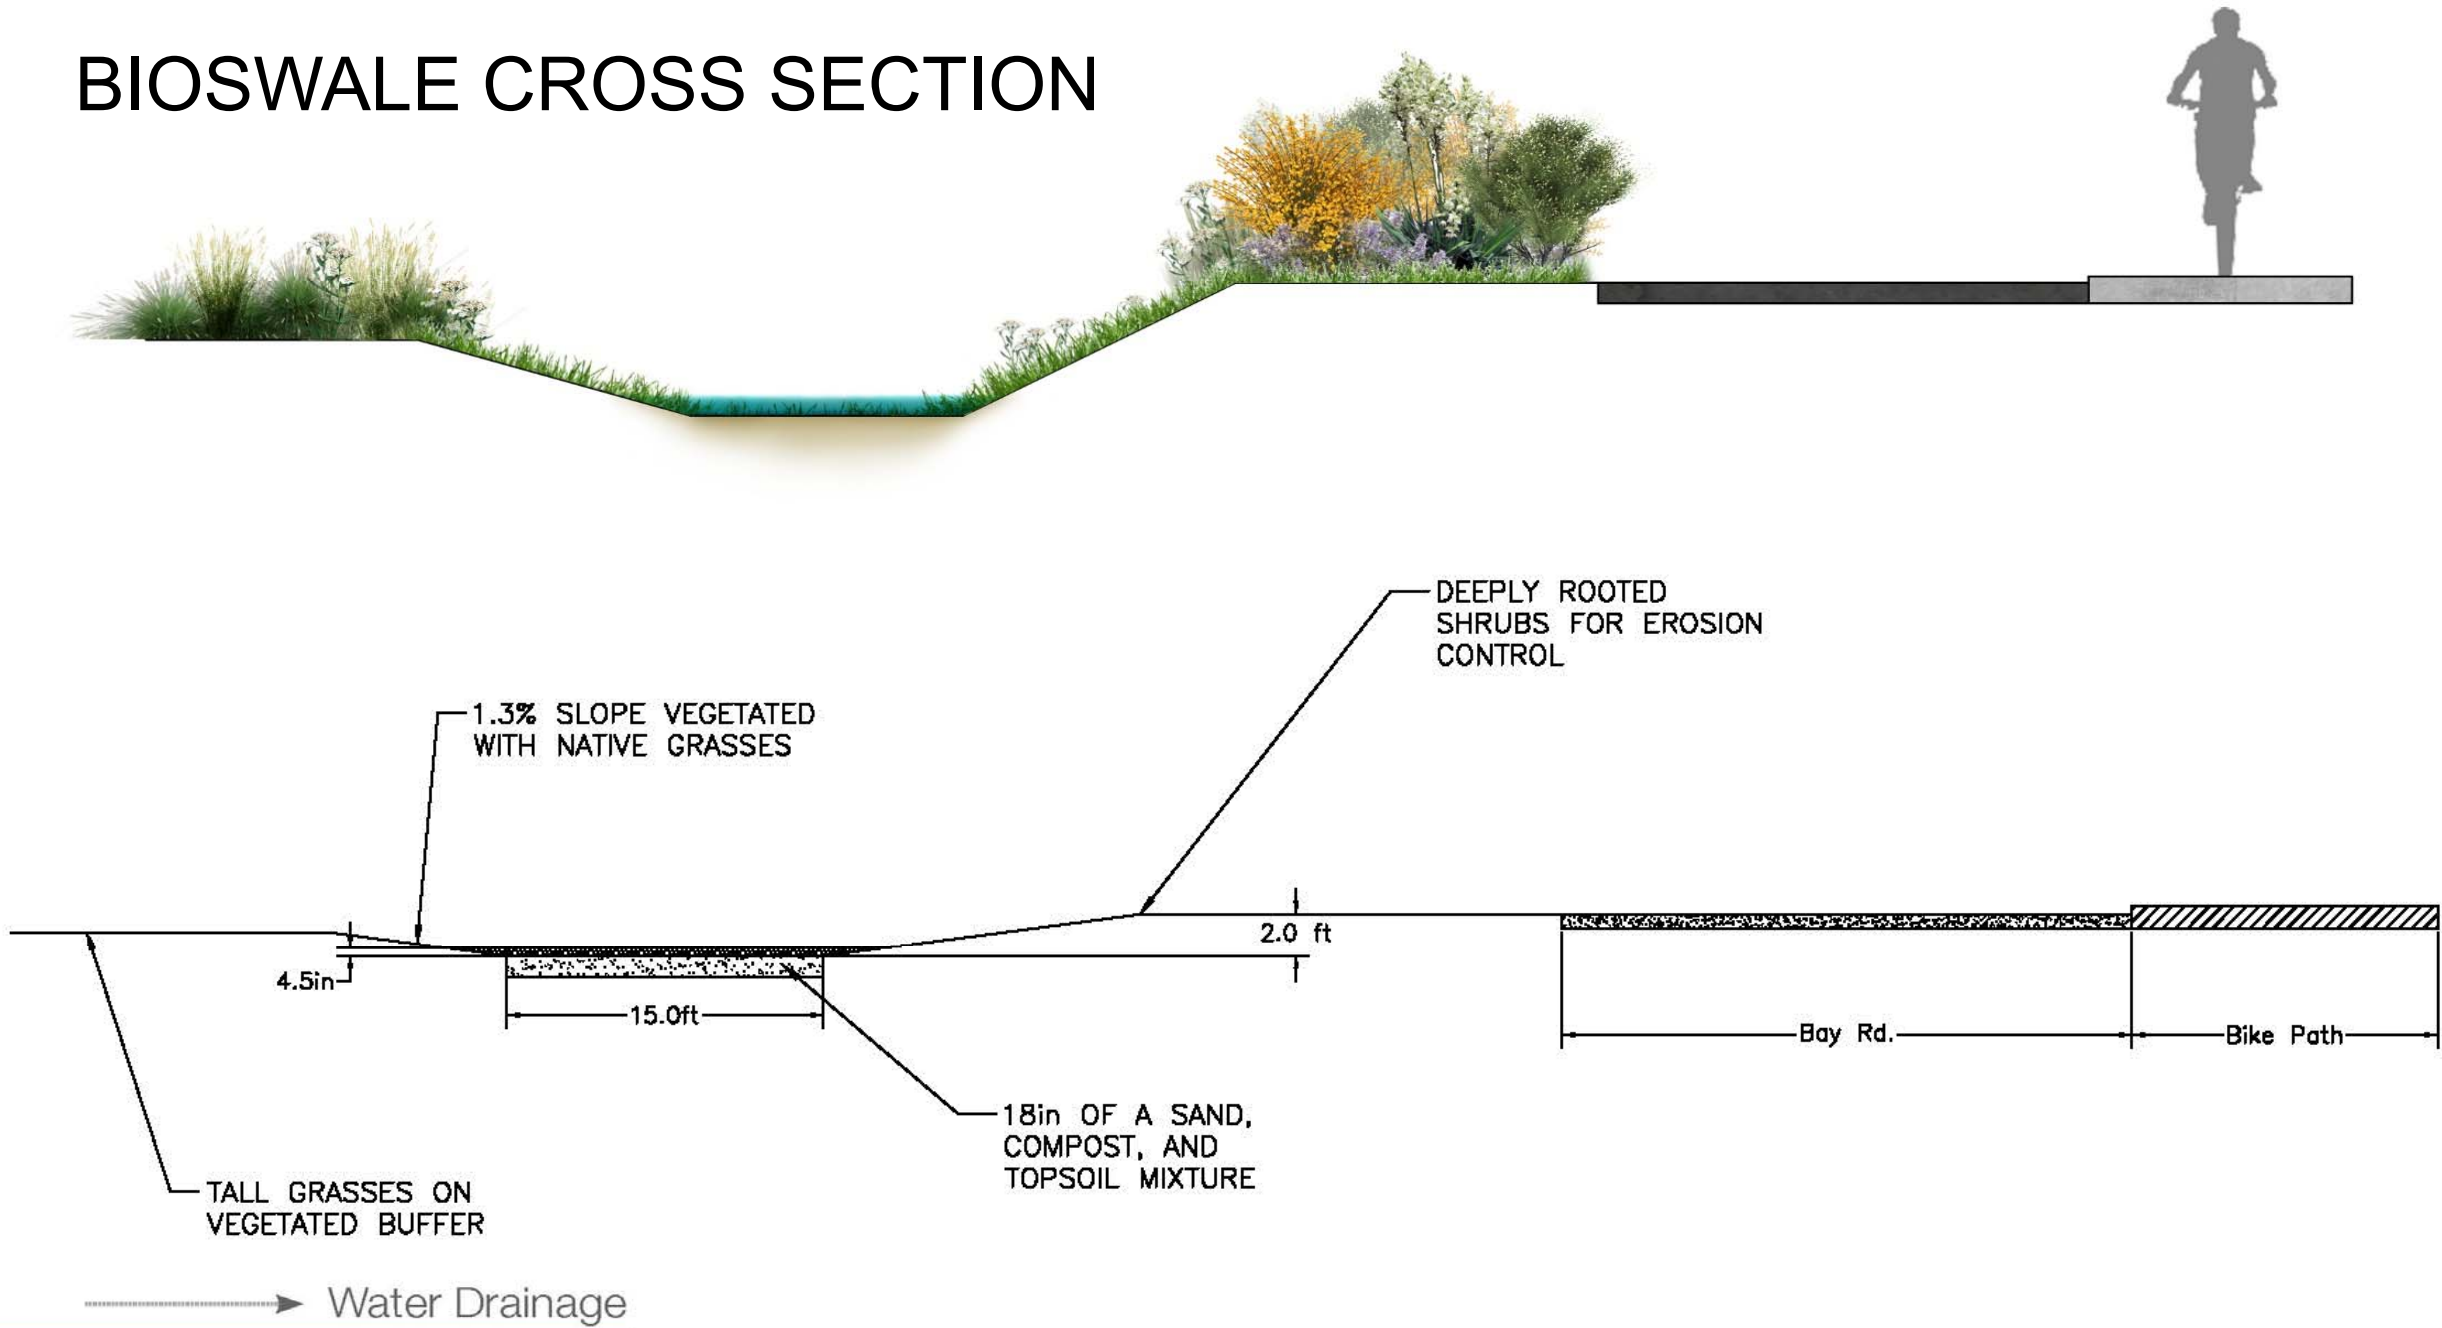 BIOSWALE CROSS SECTION
DEEPLY ROOTED
SHRUBS FOR EROSION
CONTROL
1.3% SLOPE VEGETATED
WITH NATIVE GRASSES
2.0 ft
4.5in
15.0ft
Bay Rd.
Bike Path
18in OF A SAND,
COMPOST, AND
TOPSOIL MIXTURE
TALL GRASSES ON
VEGETATED BUFFER
Water Drainage